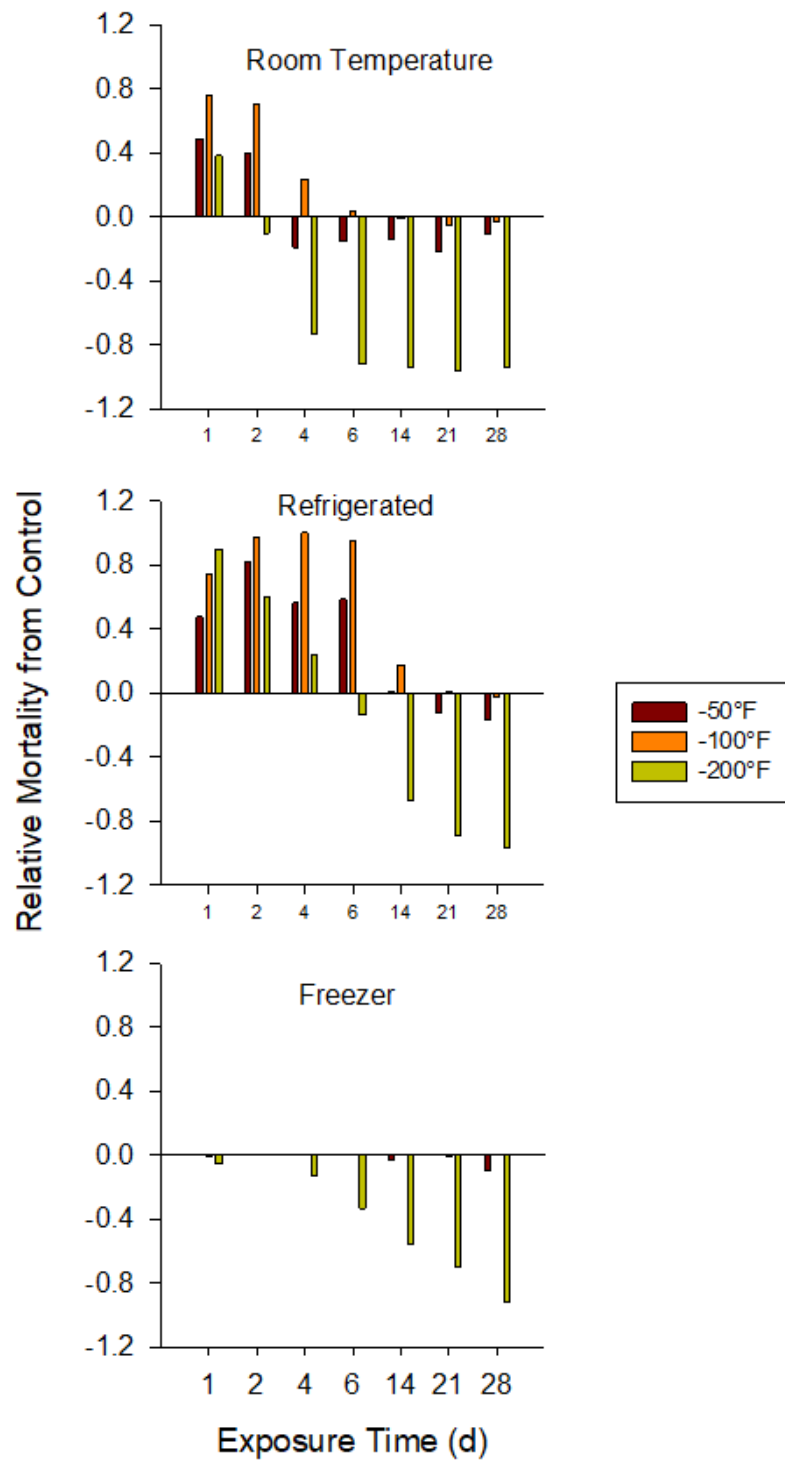 Relative Mortality from Control
Room Temperature
1.2
0.8
0.4
0.0
-0.4
-0.8
-1.2
1 2 4 6 14 21 28
Refrigerated
1.2
0.8
0.4
0.0
-0.4
-0.8
-1.2
1 2 4 6 14 21 28
-50°F
-100°F
-200°F
Freezer
1.2
0.8
0.4
0.0
-0.4
-0.8
-1.2
1 2 4 6 14 21 28
Exposure Time (d)